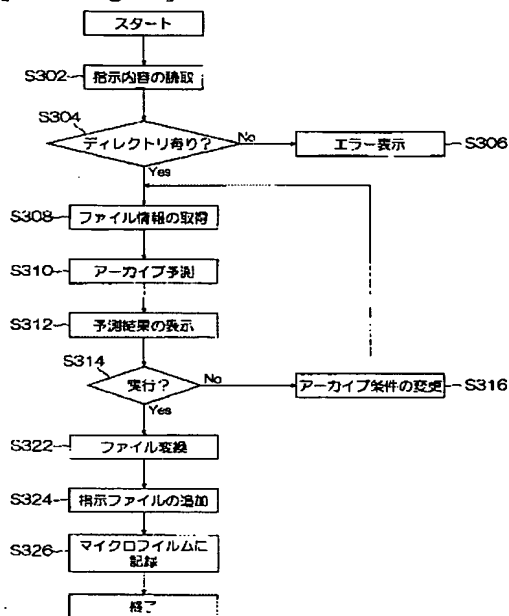 スタート
S302
指示内容の読取
S304
ディレクトリ有り?
No
エラー表示
S306
Yes
S308
ファイル情報の取得
S310
アーカイブ予測
S312
予測結果の表示
S314
実行?
No
アーカイブ条件の変更
S316
Yes
S322
ファイル変換
S324
指示ファイルの追加
S326
マイクロフイルムに
記録
終了